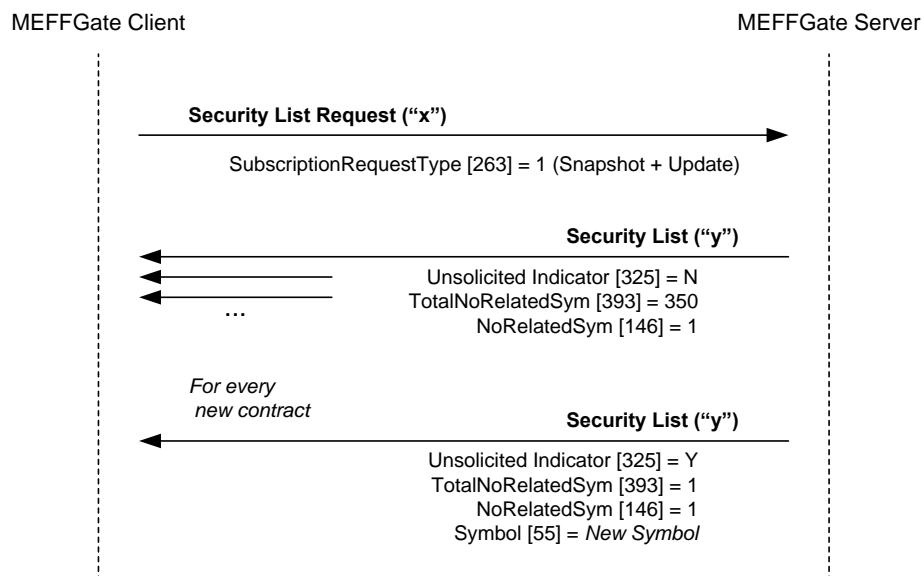 MEFFGate Client
MEFFGate Server
Security List Request (“x”)
SubscriptionRequestType [263] = 1 (Snapshot + Update)
Security List (“y”)
Unsolicited Indicator [325] = N
TotalNoRelatedSym [393] = 350
NoRelatedSym [146] = 1
...
For every
new contract
Security List (“y”)
Unsolicited Indicator [325] = Y
TotalNoRelatedSym [393] = 1
NoRelatedSym [146] = 1
Symbol [55] = New Symbol